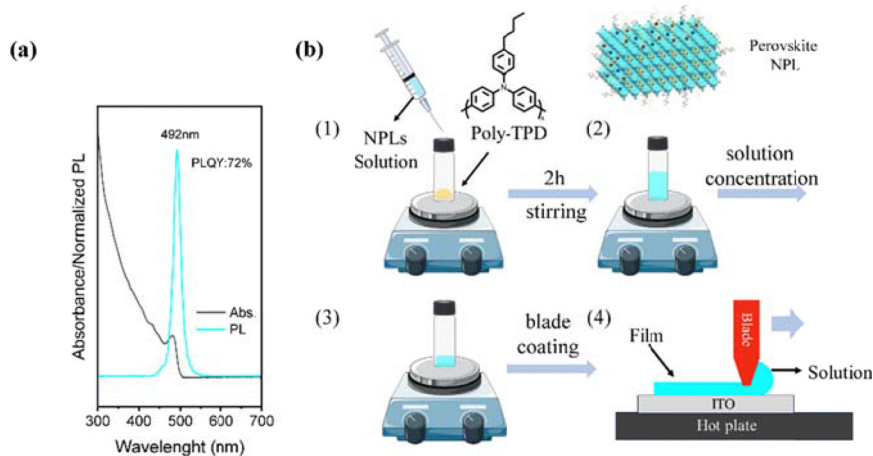 (a)
492nm
PLQY:72%
Abs.
PL
Absorbance/Normalized PL
300 400 500 600 700
Wavelenght (nm)
(b)
Perovskite
NPL
(1)
NPLs
Solution
N
n
Poly-TPD
2h
stirring
(2)
solution
concentration
(3)
blade
coating
(4)
Blade
Film
Solution
ITO
Hot plate